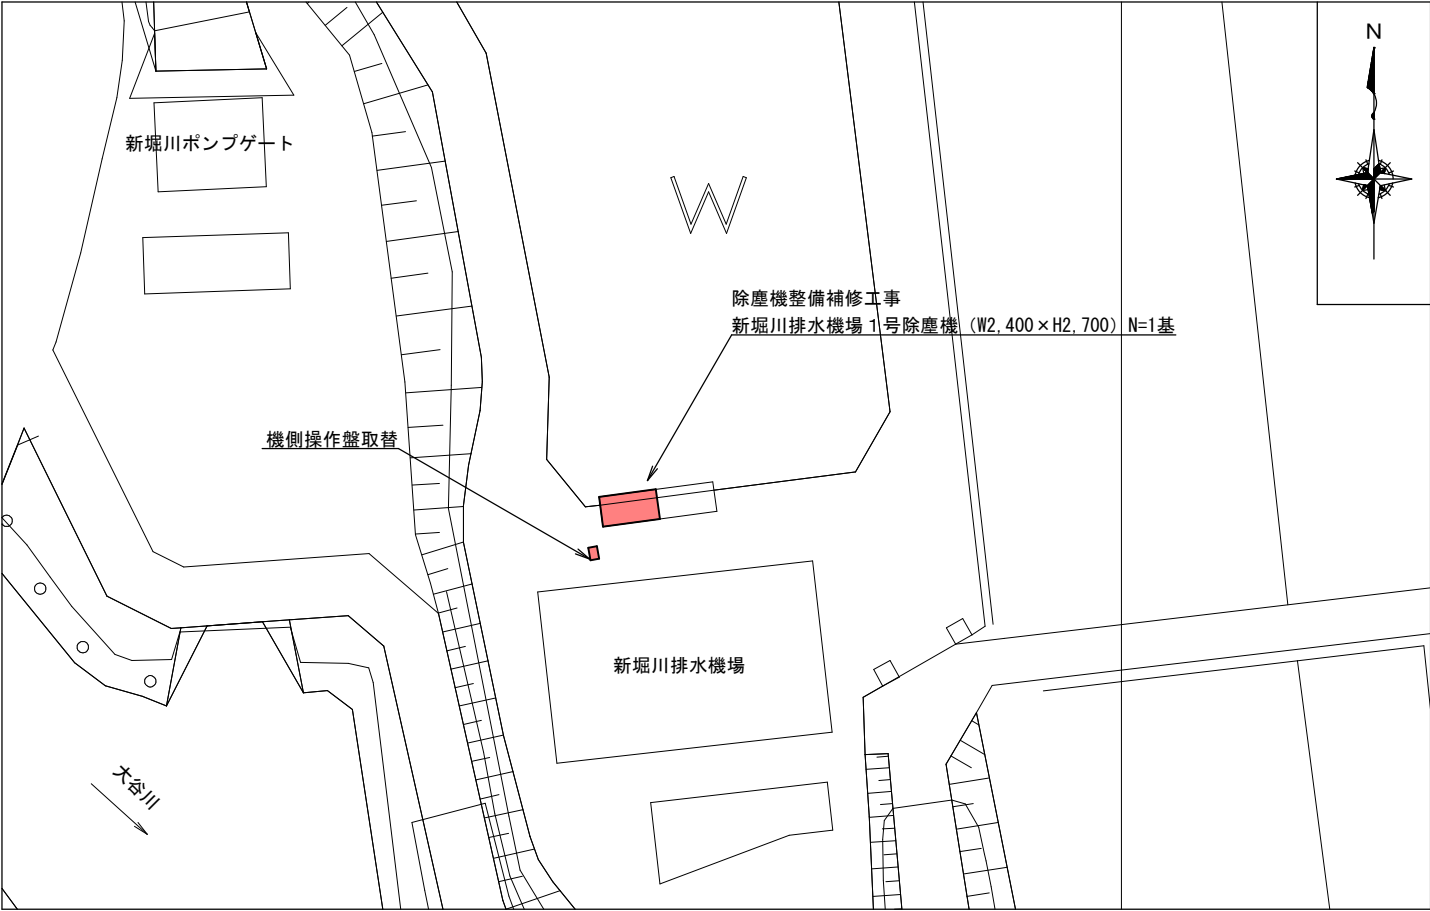 N
新堀川ポンプゲート
W
除塵機整備補修工事
新堀川排水機場１号除塵機（W2,400×H2,700）N=1基
機側操作盤取替
新堀川排水機場
大谷川